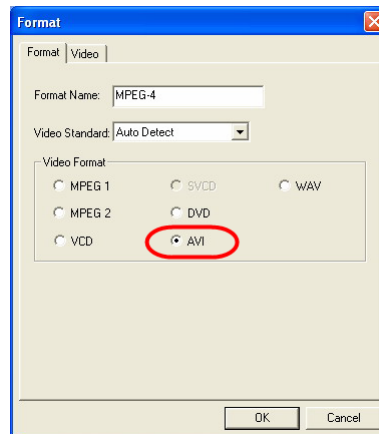 Format
Format Video
Format Name: MPEG-4
Video Standard: Auto Detect
Video Format
MPEG 1 SVCD WAV
MPEG 2 DVD
VCD AVI
OK Cancel